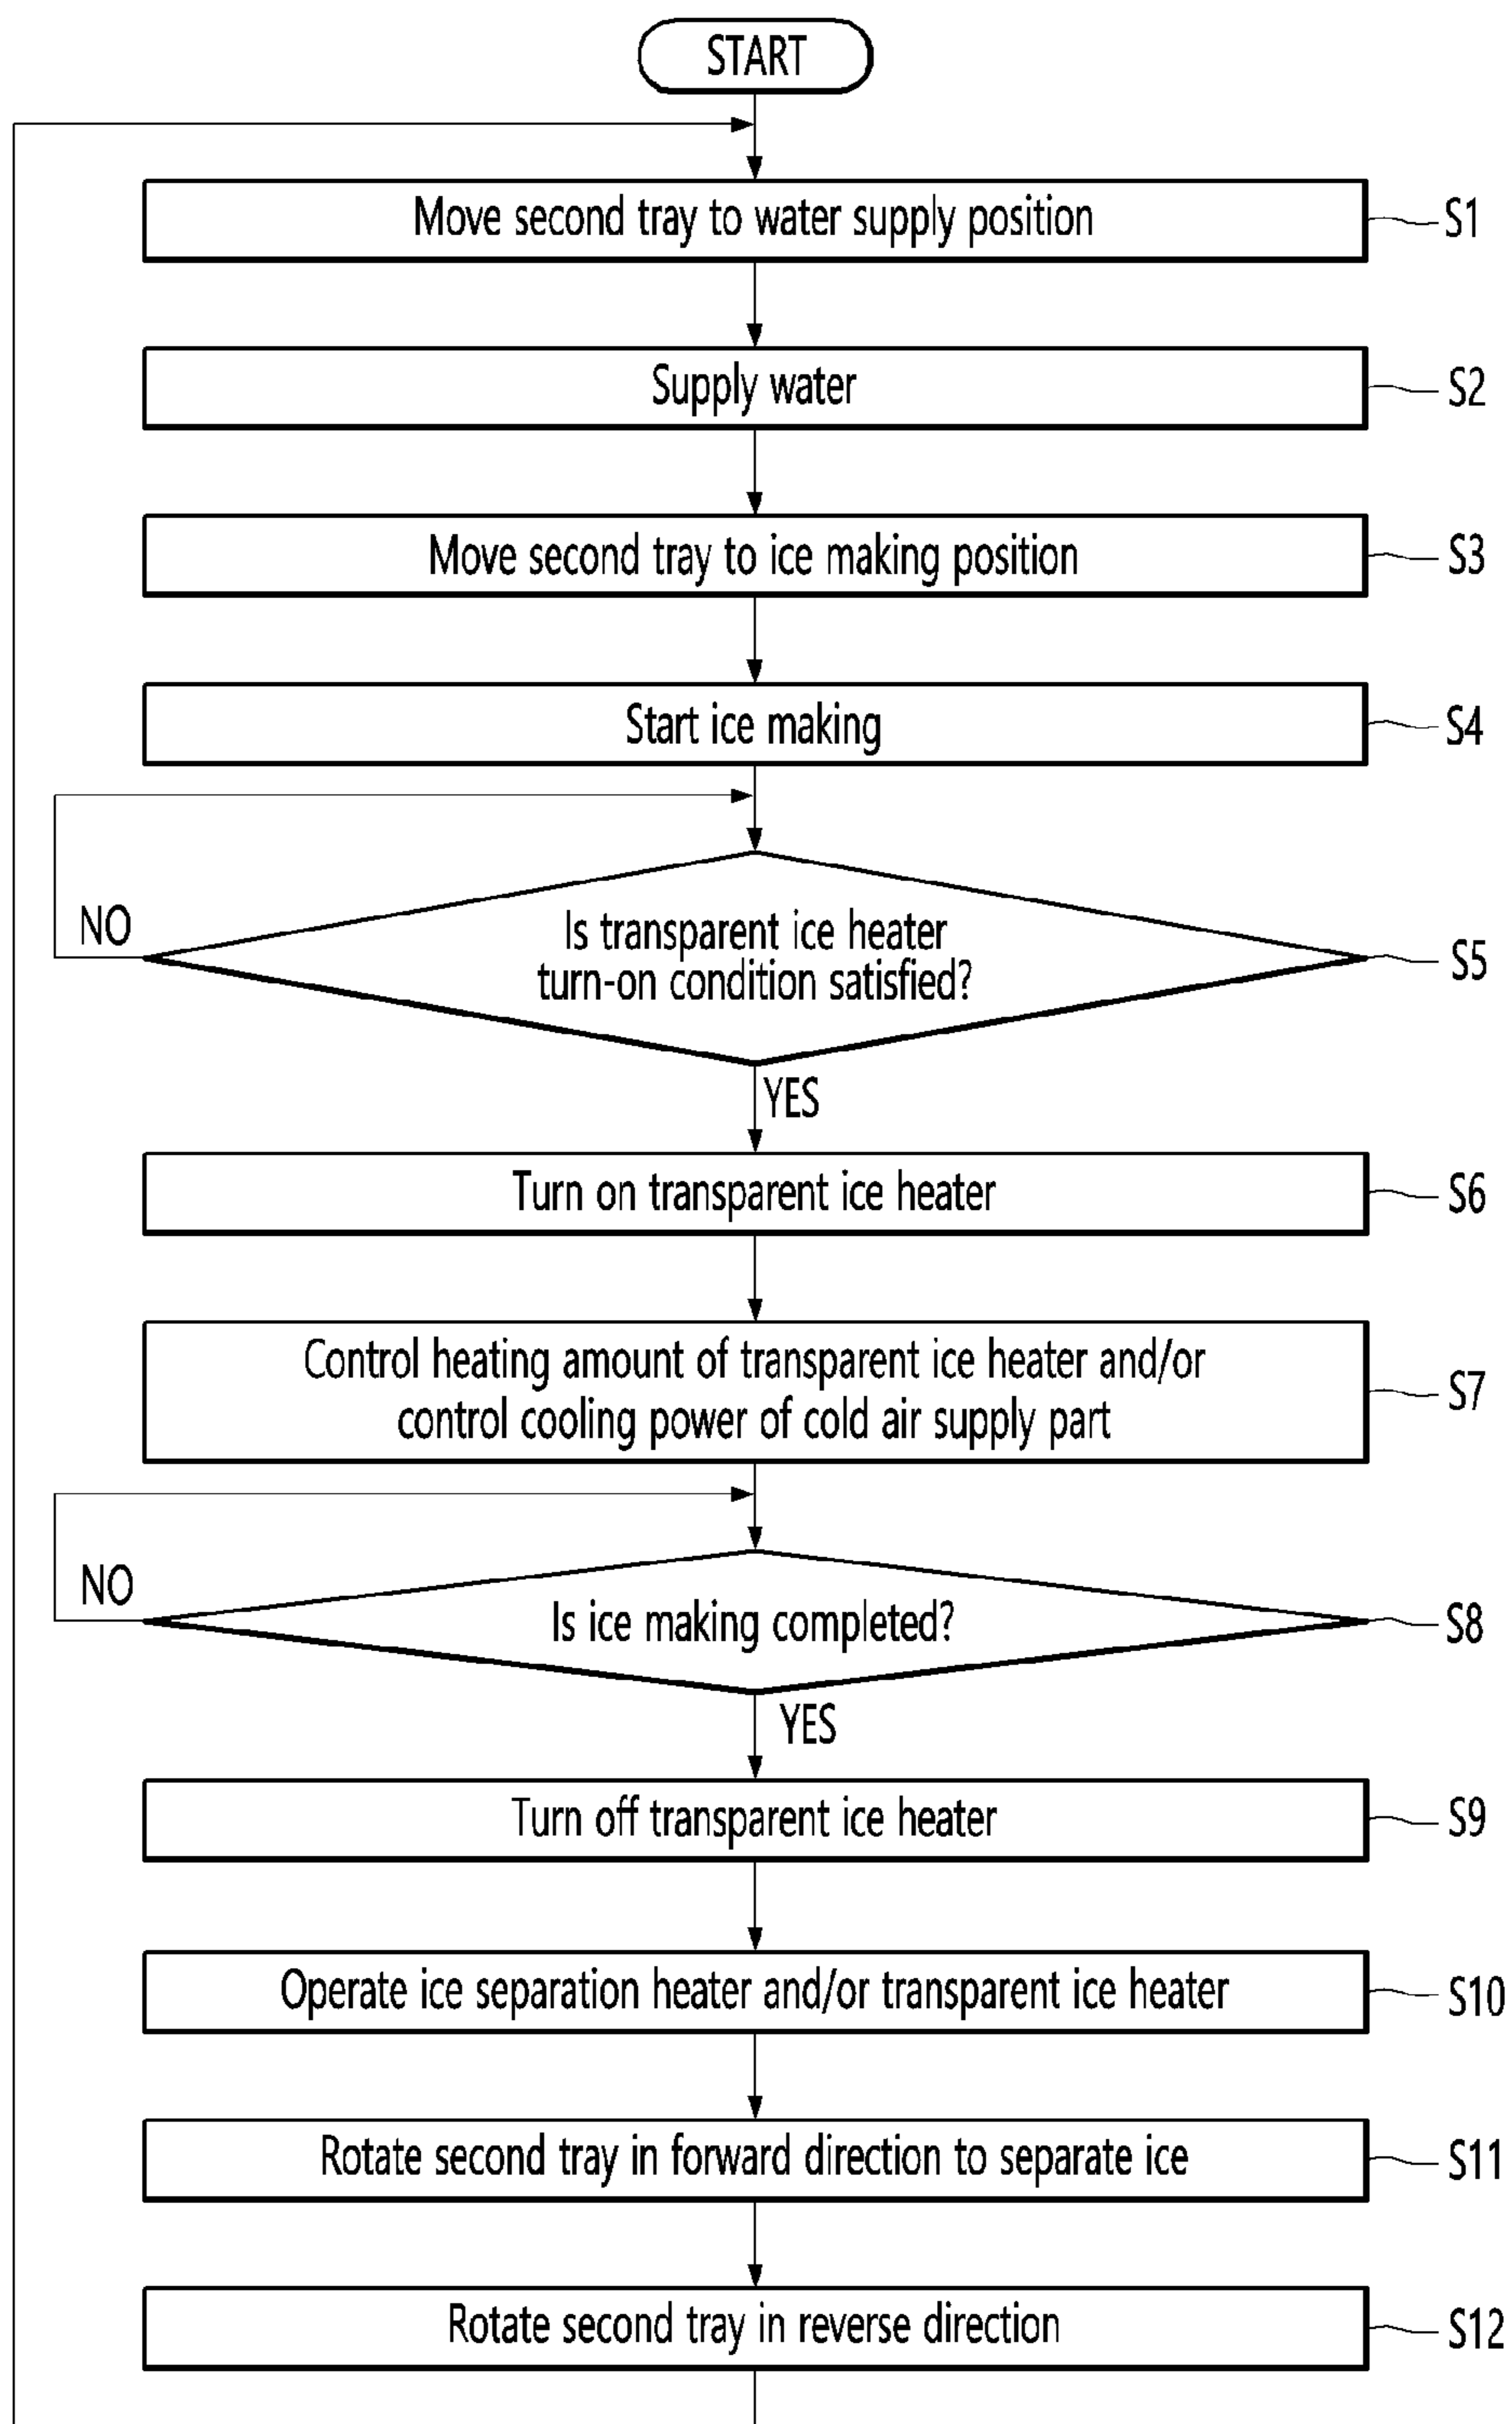 START
Move second tray to water supply position
S1
Supply water
S2
Move second tray to ice making position
S3
Start ice making
S4
NO
Is transparent ice heater
turn-on condition satisfied?
S5
YES
Turn on transparent ice heater
S6
Control heating amount of transparent ice heater and/or
control cooling power of cold air supply part
S7
NO
Is ice making completed?
S8
YES
Turn off transparent ice heater
S9
Operate ice separation heater and/or transparent ice heater
S10
Rotate second tray in forward direction to separate ice
S11
Rotate second tray in reverse direction
S12